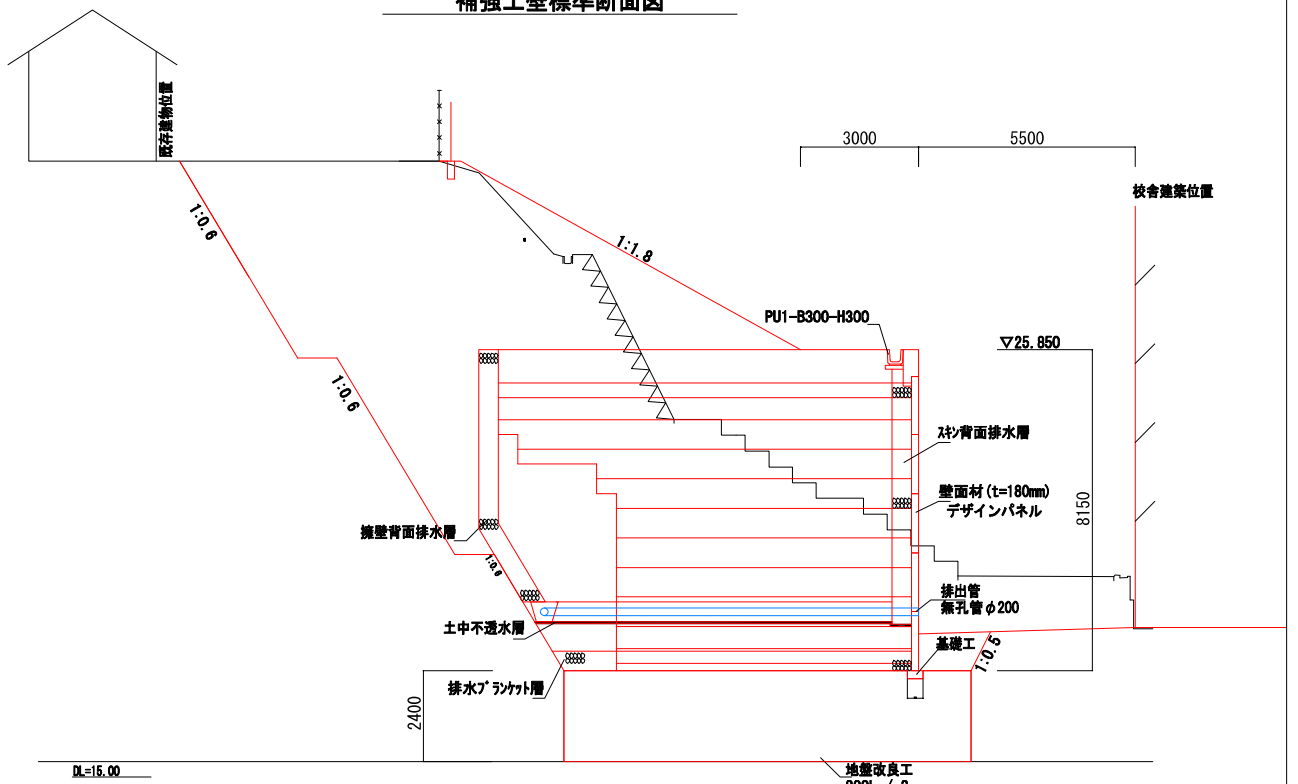 補強土壁標準断面図
既存建物位置
3000
5500
校舎建築位置
1:0.6
1:1.8
PU1-B300-H300
▽25.850
1:0.6
スキン背面排水層
壁面材(t=180mm)
デザインパネル
8150
擁壁背面排水層
1:0.6
排出管
無孔管φ200
土中不透水層
基礎工
1:0.5
排水ブランケット層
2400
DL=15.00
地盤改良工